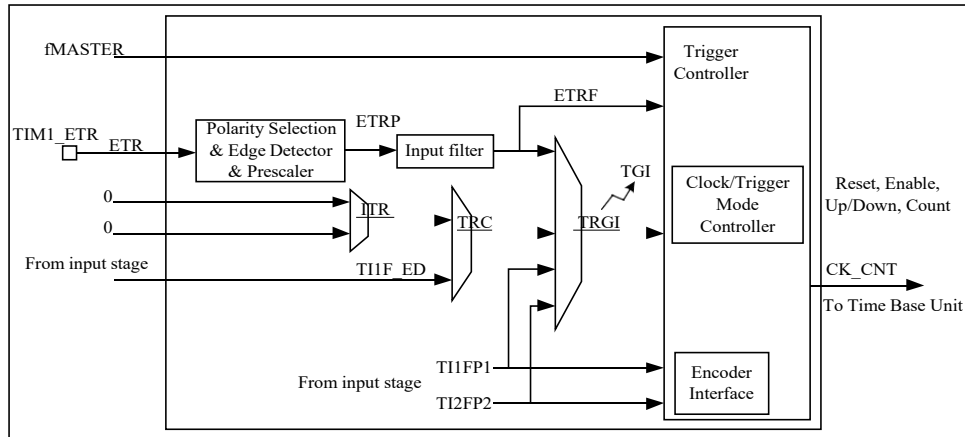 fMASTER
Trigger
Controller
ETRF
TIM1_ETR
ETR
Polarity Selection
& Edge Detector
& Prescaler
ETRP
Input filter
TGI
Clock/Trigger
Mode
Controller
Reset, Enable,
Up/Down, Count
0
ITR
0
TRC
TRGI
From input stage
TI1F_ED
CK_CNT
To Time Base Unit
From input stage
TI1FP1
TI2FP2
Encoder
Interface